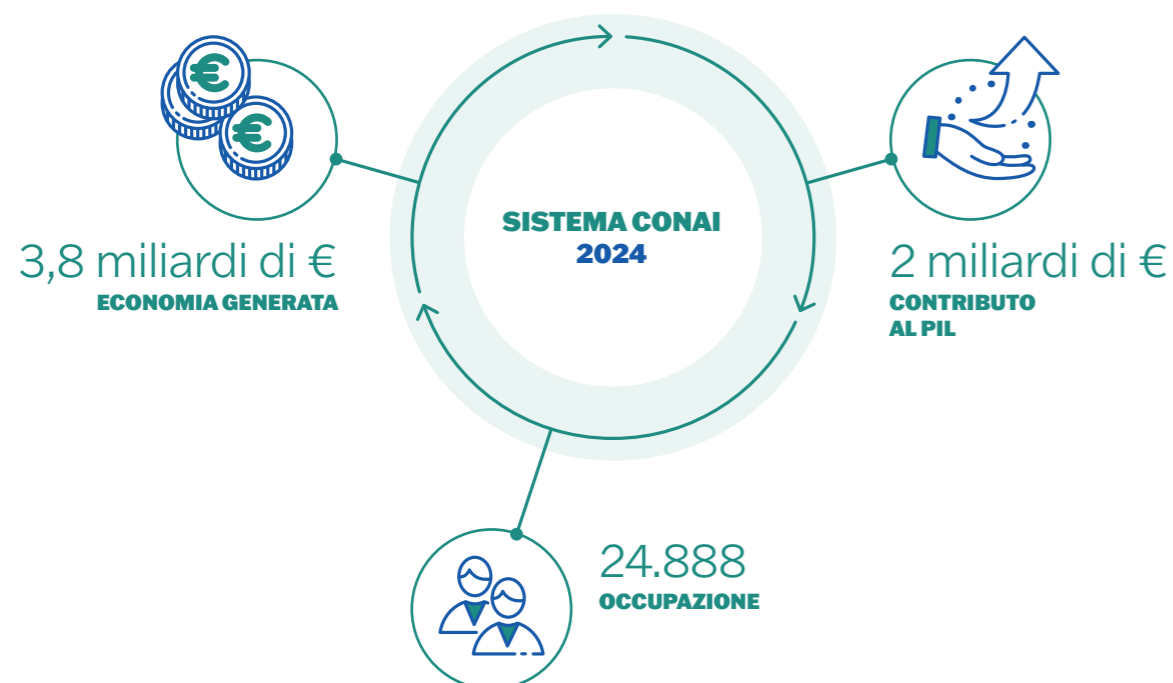 SISTEMA CONAI
2024
3,8 miliardi di €
ECONOMIA GENERATA
2 miliardi di €
CONTRIBUTO
AL PIL
24.888
OCCUPAZIONE